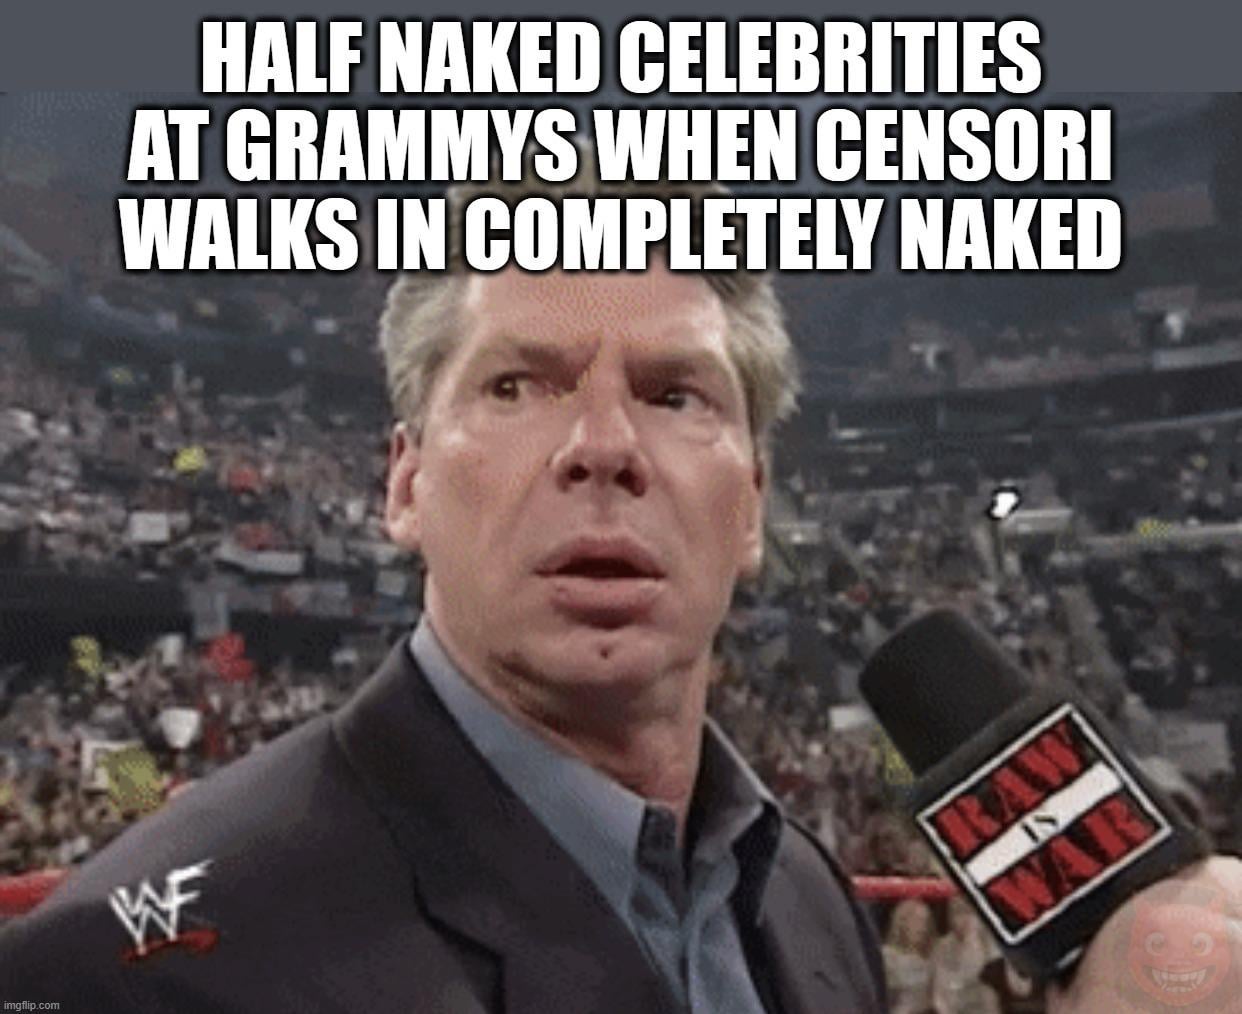 HALF NAKED CELEBRITIES
AT GRAMMYS WHEN CENSORI
WALKS IN COMPLETELY NAKED
RAW
IS
WAR
WF
imgflip.com